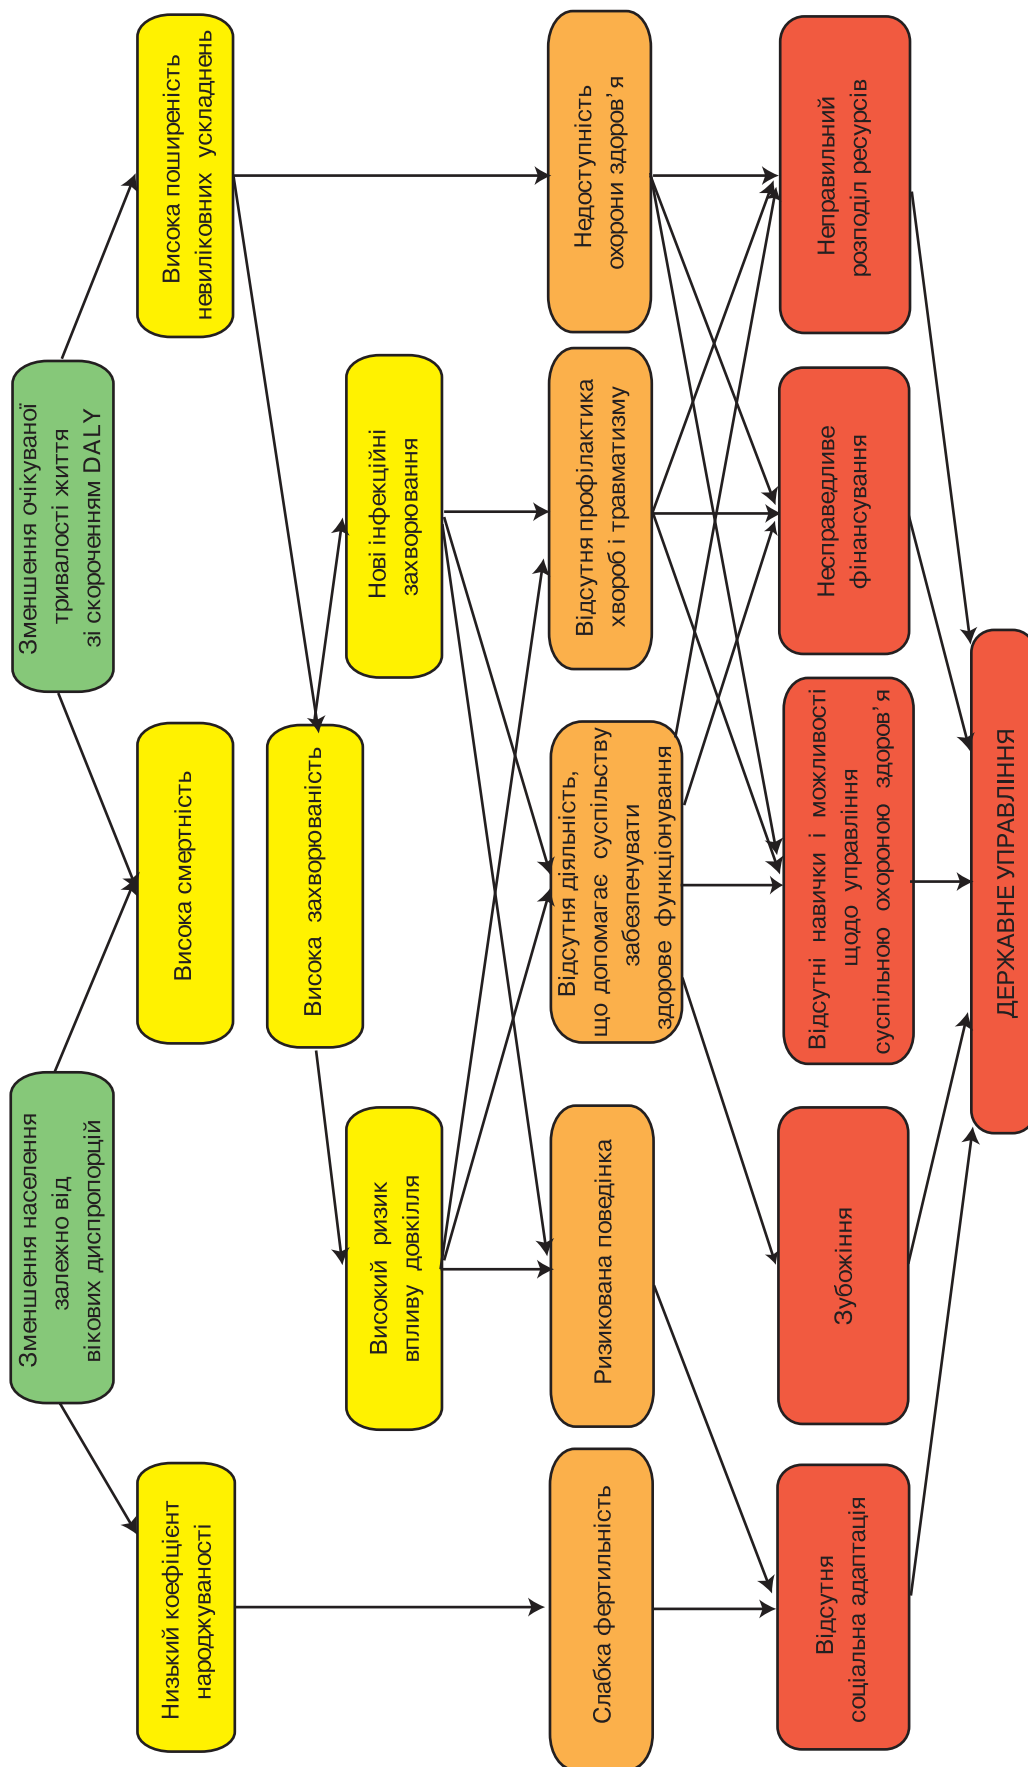 Зменшення населення
залежно від
вікових диспропорцій
Зменшення очікуваної
тривалості життя
зі скороченням DALY
Низький коефіцієнт
народжуваності
Висока смертність
Висока поширеність
невиліковних ускладнень
Висока захворюваність
Високий ризик
впливу довкілля
Нові інфекційні
захворювання
Слабка фертильність
Ризикована поведінка
Відсутня діяльність,
що допомагає суспільству
забезпечувати
здорове функціонування
Відсутня профілактика
хвороб і травматизму
Недоступність
охорони здоров’я
Відсутня
соціальна адаптація
Зубожіння
Відсутні навички і можливості
щодо управління
суспільною охороною здоров’я
Несправедливе
фінансування
Неправильний
розподіл ресурсів
ДЕРЖАВНЕ УПРАВЛІННЯ